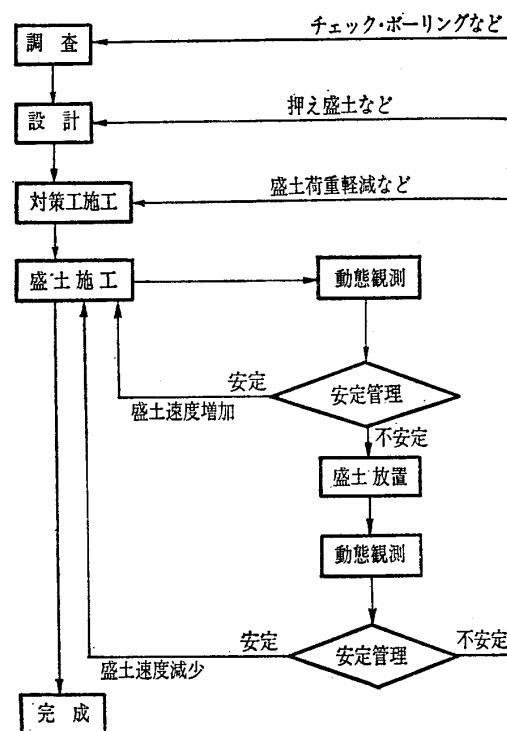 チェック・ボーリングなど
調査
押え盛土など
設計
盛土荷重軽減など
対策工施工
盛土施工
動態観測
安定
安定管理
盛土速度増加
不安定
盛土放置
動態観測
安定
安定管理
不安定
盛土速度減少
完成